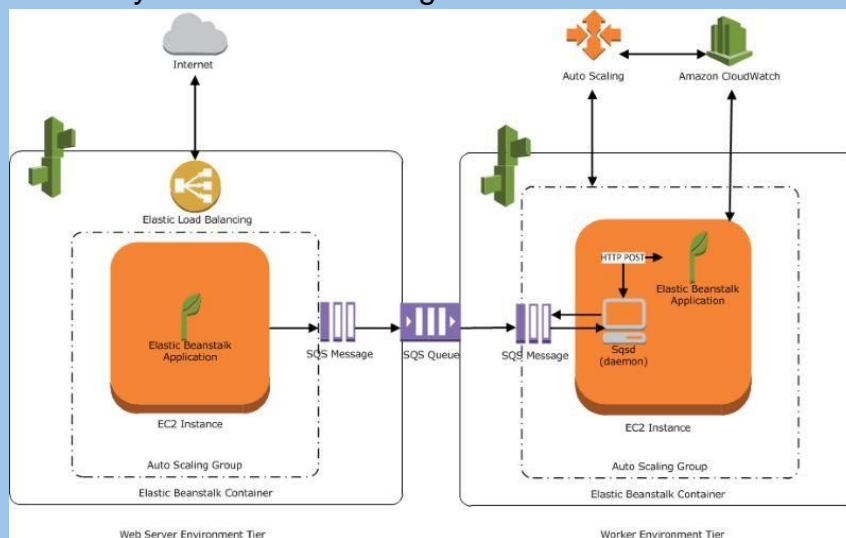 Internet
Auto Scaling
Amazon CloudWatch
Elastic Load Balancing
HTTP POST
Elastic Beanstalk
Application
Elastic Beanstalk
Application
SQS Message
SQS Queue
SQS Message
Sqsd
(daemon)
EC2 Instance
EC2 Instance
Auto Scaling Group
Auto Scaling Group
Elastic Beanstalk Container
Elastic Beanstalk Container
Web Server Environment Tier
Worker Environment Tier